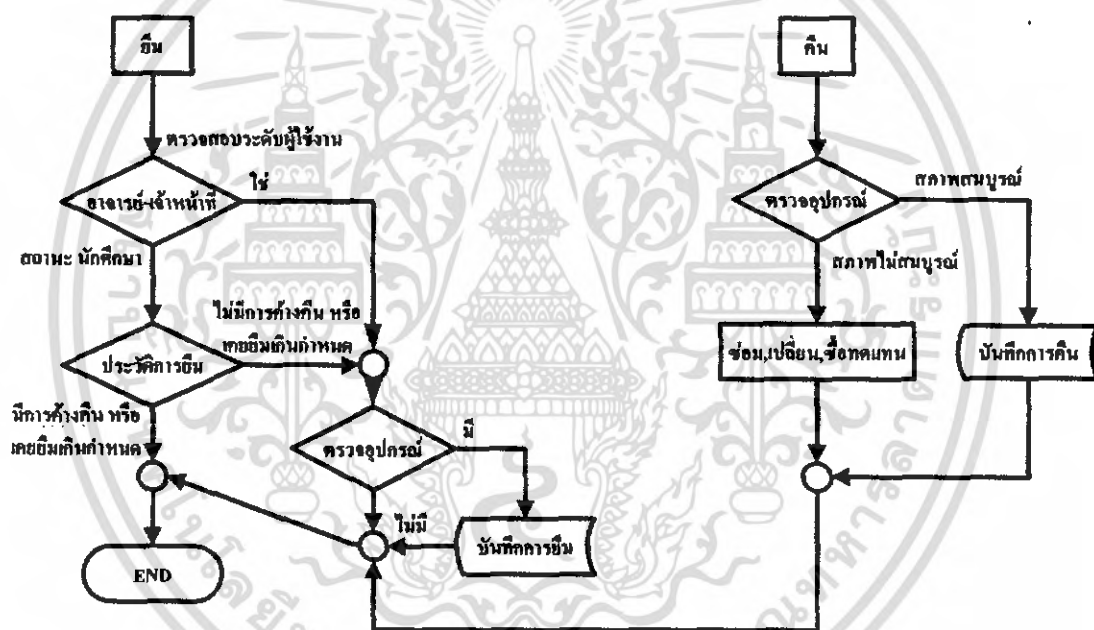 ยืม
ตรวจสอบระดับผู้ใช้งาน
อาจารย์-เจ้าหน้าที่
ใช่
สถานะ นักศึกษา
ประวัติการยืม
ไม่มีการค้างคืน หรือ
เคยยืมเกินกำหนด
มีการค้างคืน หรือ
เคยยืมเกินกำหนด
ตรวจอุปกรณ์
มี
ไม่มี
บันทึกการยืม
END
คืน
ตรวจอุปกรณ์
สภาพสมบูรณ์
สภาพไม่สมบูรณ์
ซ่อม,เปลี่ยน,ซื้อทดแทน
บันทึกการคืน